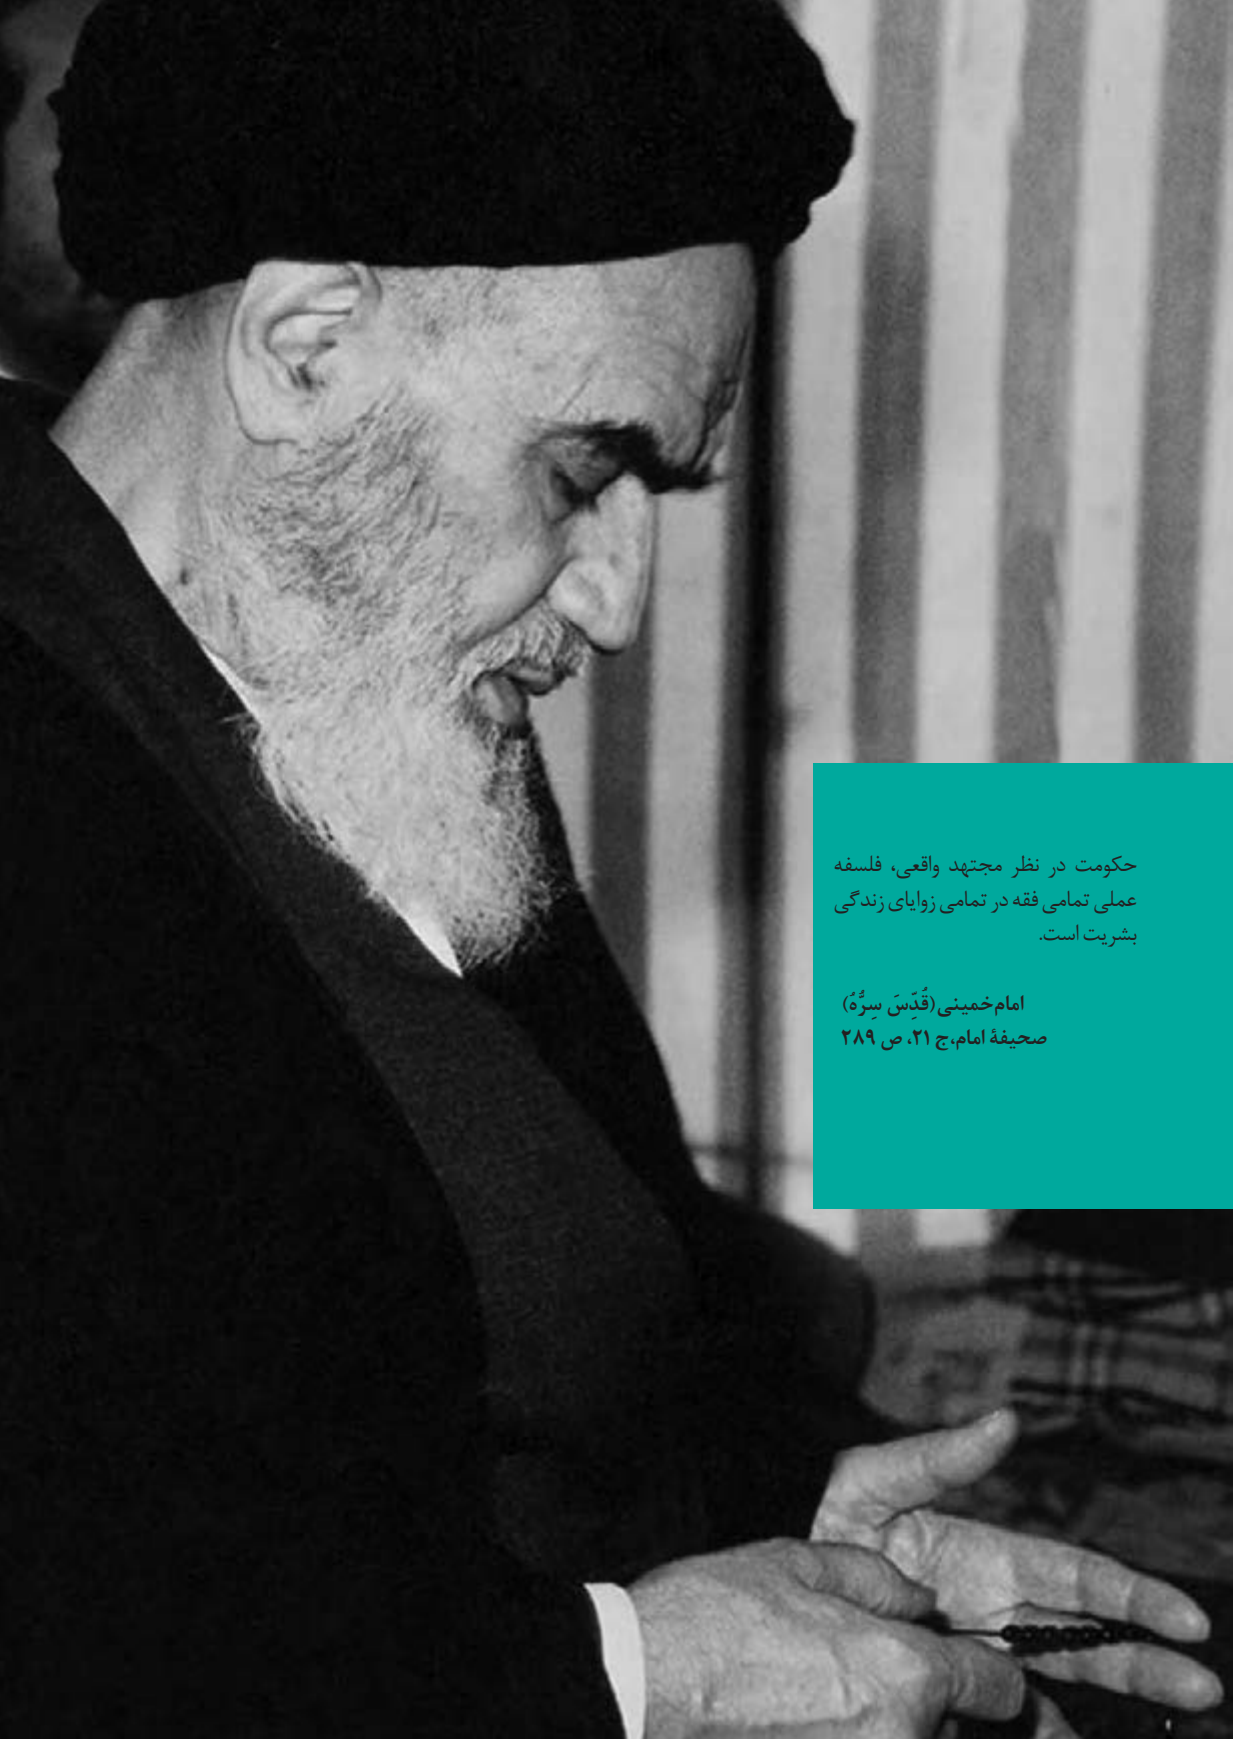 حکومت در نظر مجتهد واقعی، فلسفه
عملی تمامی فقه در تمامی زوایای زندگی
بشریت است.
امام‌خمینی(قُدِّسَ سِرُّهُ)
صحیفۀ امام،ج ۲۱، ص ۲۸۹